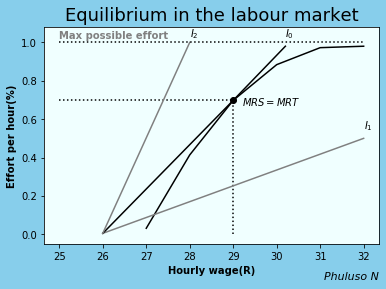 Equilibrium in the labour market
Max possible effort
I₂
I₀
MRS = MRT
I₁
Effort per hour(%)
1.0
0.8
0.6
0.4
0.2
0.0
25 26 27 28 29 30 31 32
Hourly wage(R)
Phuluso N